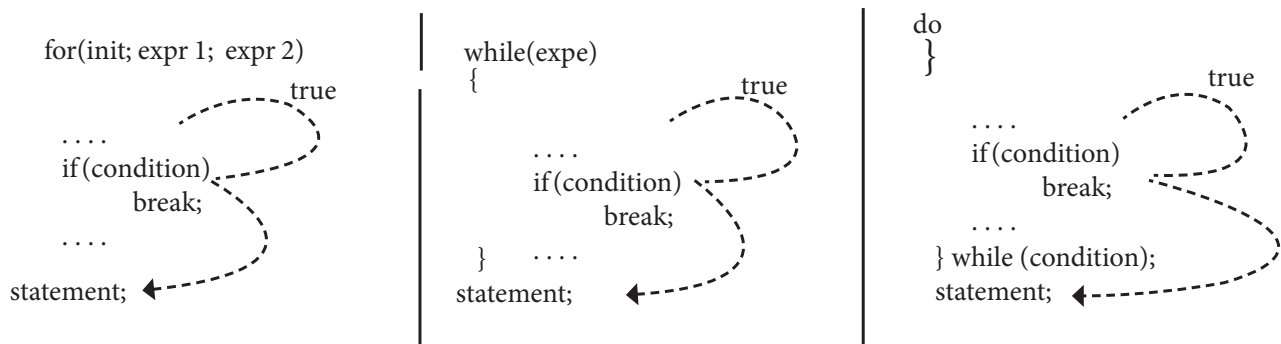 for(init; expr 1; expr 2)
true
. . . .
if (condition)
break;
. . . .
statement;
while(expe)
{
true
. . . .
if (condition)
break;
} . . . .
statement;
do
}
true
. . . .
if (condition)
break;
. . . .
} while (condition);
statement;